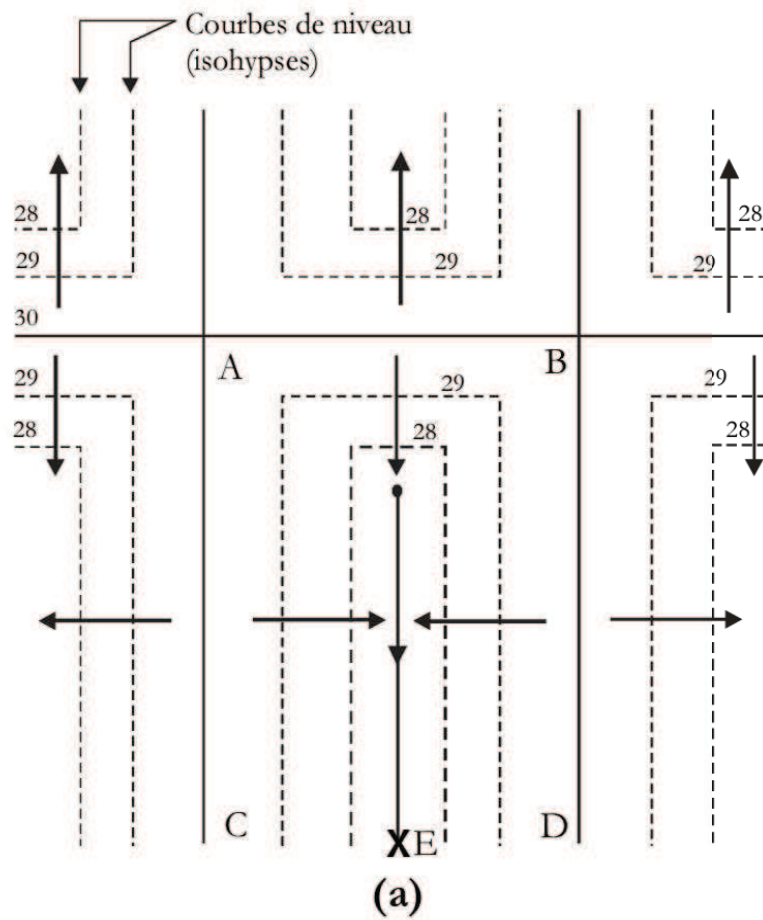 Courbes de niveau
(isohypses)
28 28 28
29 29 29
30
A B
29 29 29
28 28 28
C D
X E
(a)